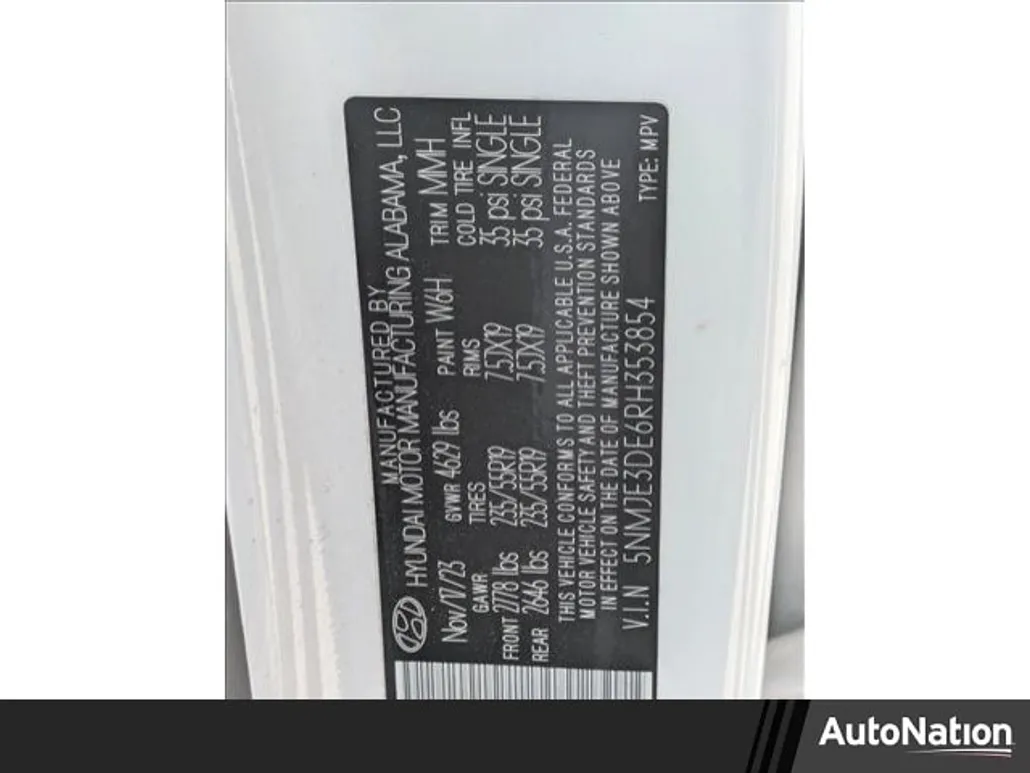 MANUFACTURED BY
HYUNDAI MOTOR MANUFACTURING ALABAMA, LLC
Nov/17/23 GVWR 4629 lbs PAINT W6H TRIM MMH
GAWR TIRES RIMS COLD TIRE INFL
FRONT 2778 lbs 235/55R19 7.5JX19 35 psi SINGLE
REAR 2646 lbs 235/55R19 7.5JX19 35 psi SINGLE
THIS VEHICLE CONFORMS TO ALL APPLICABLE U.S.A. FEDERAL
MOTOR VEHICLE SAFETY AND THEFT PREVENTION STANDARDS
IN EFFECT ON THE DATE OF MANUFACTURE SHOWN ABOVE
V.I.N 5NMJE3DE6RH353854 TYPE: MPV
AutoNation